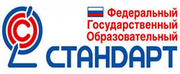 Федеральный
Государственный
Образовательный
СТАНДАРТ